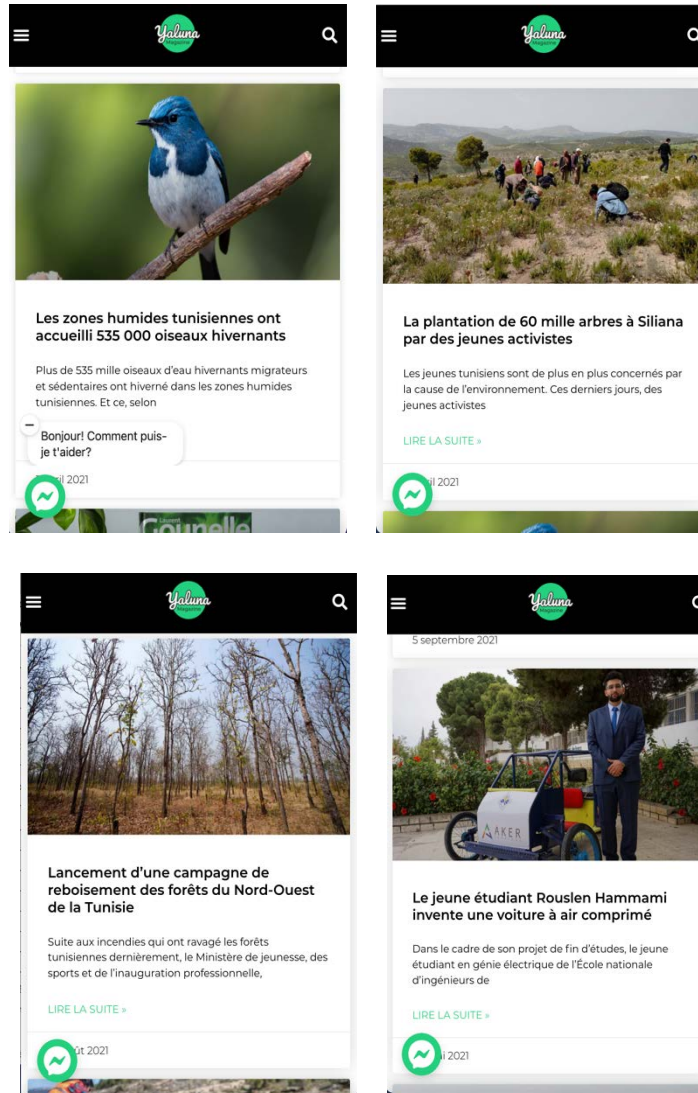 Yaluna
Magazine
Les zones humides tunisiennes ont
accueilli 535 000 oiseaux hivernants
Plus de 535 mille oiseaux d'eau hivernants migrateurs
et sédentaires ont hiverné dans les zones humides
tunisiennes. Et ce, selon
Bonjour! Comment puis-
je t'aider?
2021
Laurent
Gounelle
Yaluna
Magazine
La plantation de 60 mille arbres à Siliana
par des jeunes activistes
Les jeunes tunisiens sont de plus en plus concernés par
la cause de l'environnement. Ces derniers jours, des
jeunes activistes
LIRE LA SUITE »
2021
Yaluna
Magazine
Lancement d'une campagne de
reboisement des forêts du Nord-Ouest
de la Tunisie
Suite aux incendies qui ont ravagé les forêts
tunisiennes dernièrement, le Ministère de jeunesse, des
sports et de l'inauguration professionnelle,
LIRE LA SUITE »
2021
Yaluna
Magazine
5 septembre 2021
AKER
Le jeune étudiant Rouslen Hammami
invente une voiture à air comprimé
Dans le cadre de son projet de fin d'études, le jeune
étudiant en génie électrique de l'École nationale
d'ingénieurs de
LIRE LA SUITE »
2021